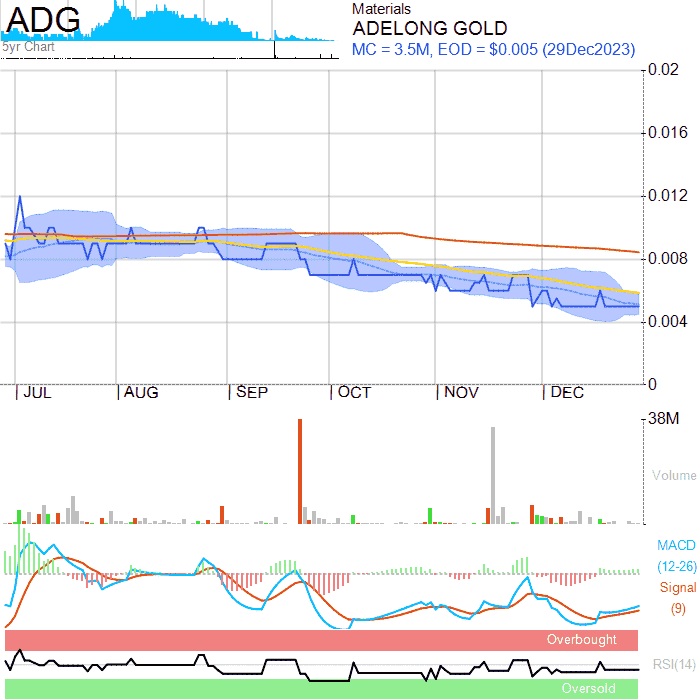 ADG
5yr Chart
Materials
ADELONG GOLD
MC = 3.5M, EOD = $0.005 (29Dec2023)
0.02
0.016
0.012
0.008
0.004
0
JUL AUG SEP OCT NOV DEC
38M
Volume
MACD
(12-26)
Signal
(9)
Overbought
RSI(14)
Oversold